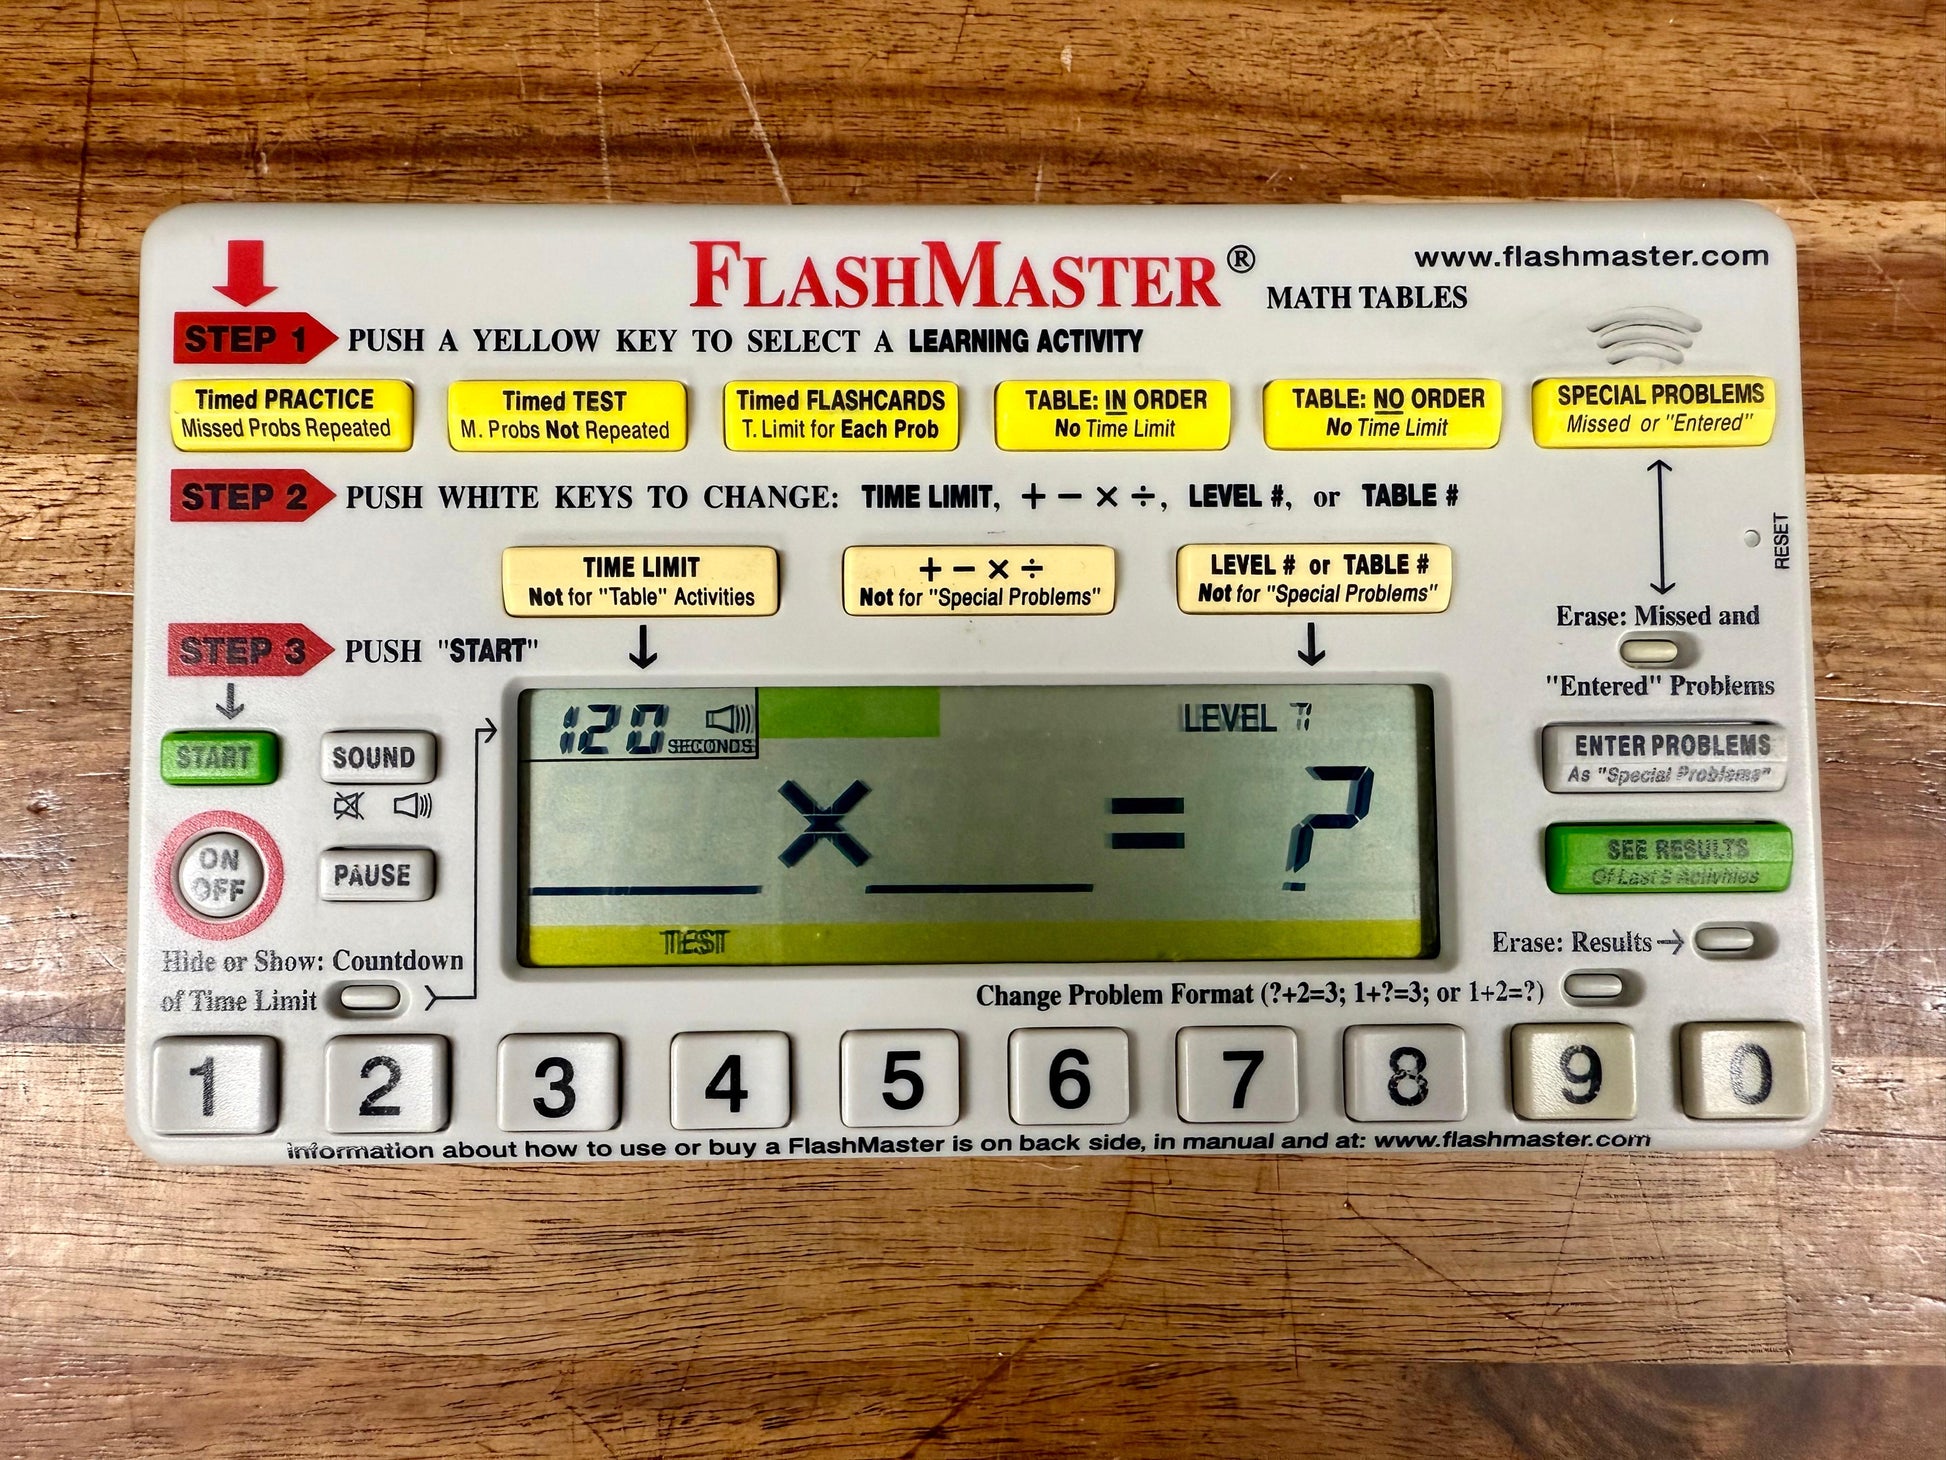 FLASHMASTER®
MATH TABLES
www.flashmaster.com
STEP 1 PUSH A YELLOW KEY TO SELECT A LEARNING ACTIVITY
Timed PRACTICE
Missed Probs Repeated
Timed TEST
M. Probs Not Repeated
Timed FLASHCARDS
T. Limit for Each Prob
TABLE: IN ORDER
No Time Limit
TABLE: NO ORDER
No Time Limit
SPECIAL PROBLEMS
Missed or "Entered"
STEP 2 PUSH WHITE KEYS TO CHANGE: TIME LIMIT, + − × ÷, LEVEL #, or TABLE #
RESET
TIME LIMIT
Not for "Table" Activities
+ − × ÷
Not for "Special Problems"
LEVEL # or TABLE #
Not for "Special Problems"
Erase: Missed and
"Entered" Problems
STEP 3 PUSH "START"
START
SOUND
ON
OFF
PAUSE
Hide or Show: Countdown
of Time Limit
120 SECONDS
LEVEL 7
× = ?
TEST
ENTER PROBLEMS
As "Special Problems"
SEE RESULTS
Of Last 5 Activities
Erase: Results
Change Problem Format (?+2=3; 1+?=3; or 1+2=?)
1 2 3 4 5 6 7 8 9 0
Information about how to use or buy a FlashMaster is on back side, in manual and at: www.flashmaster.com